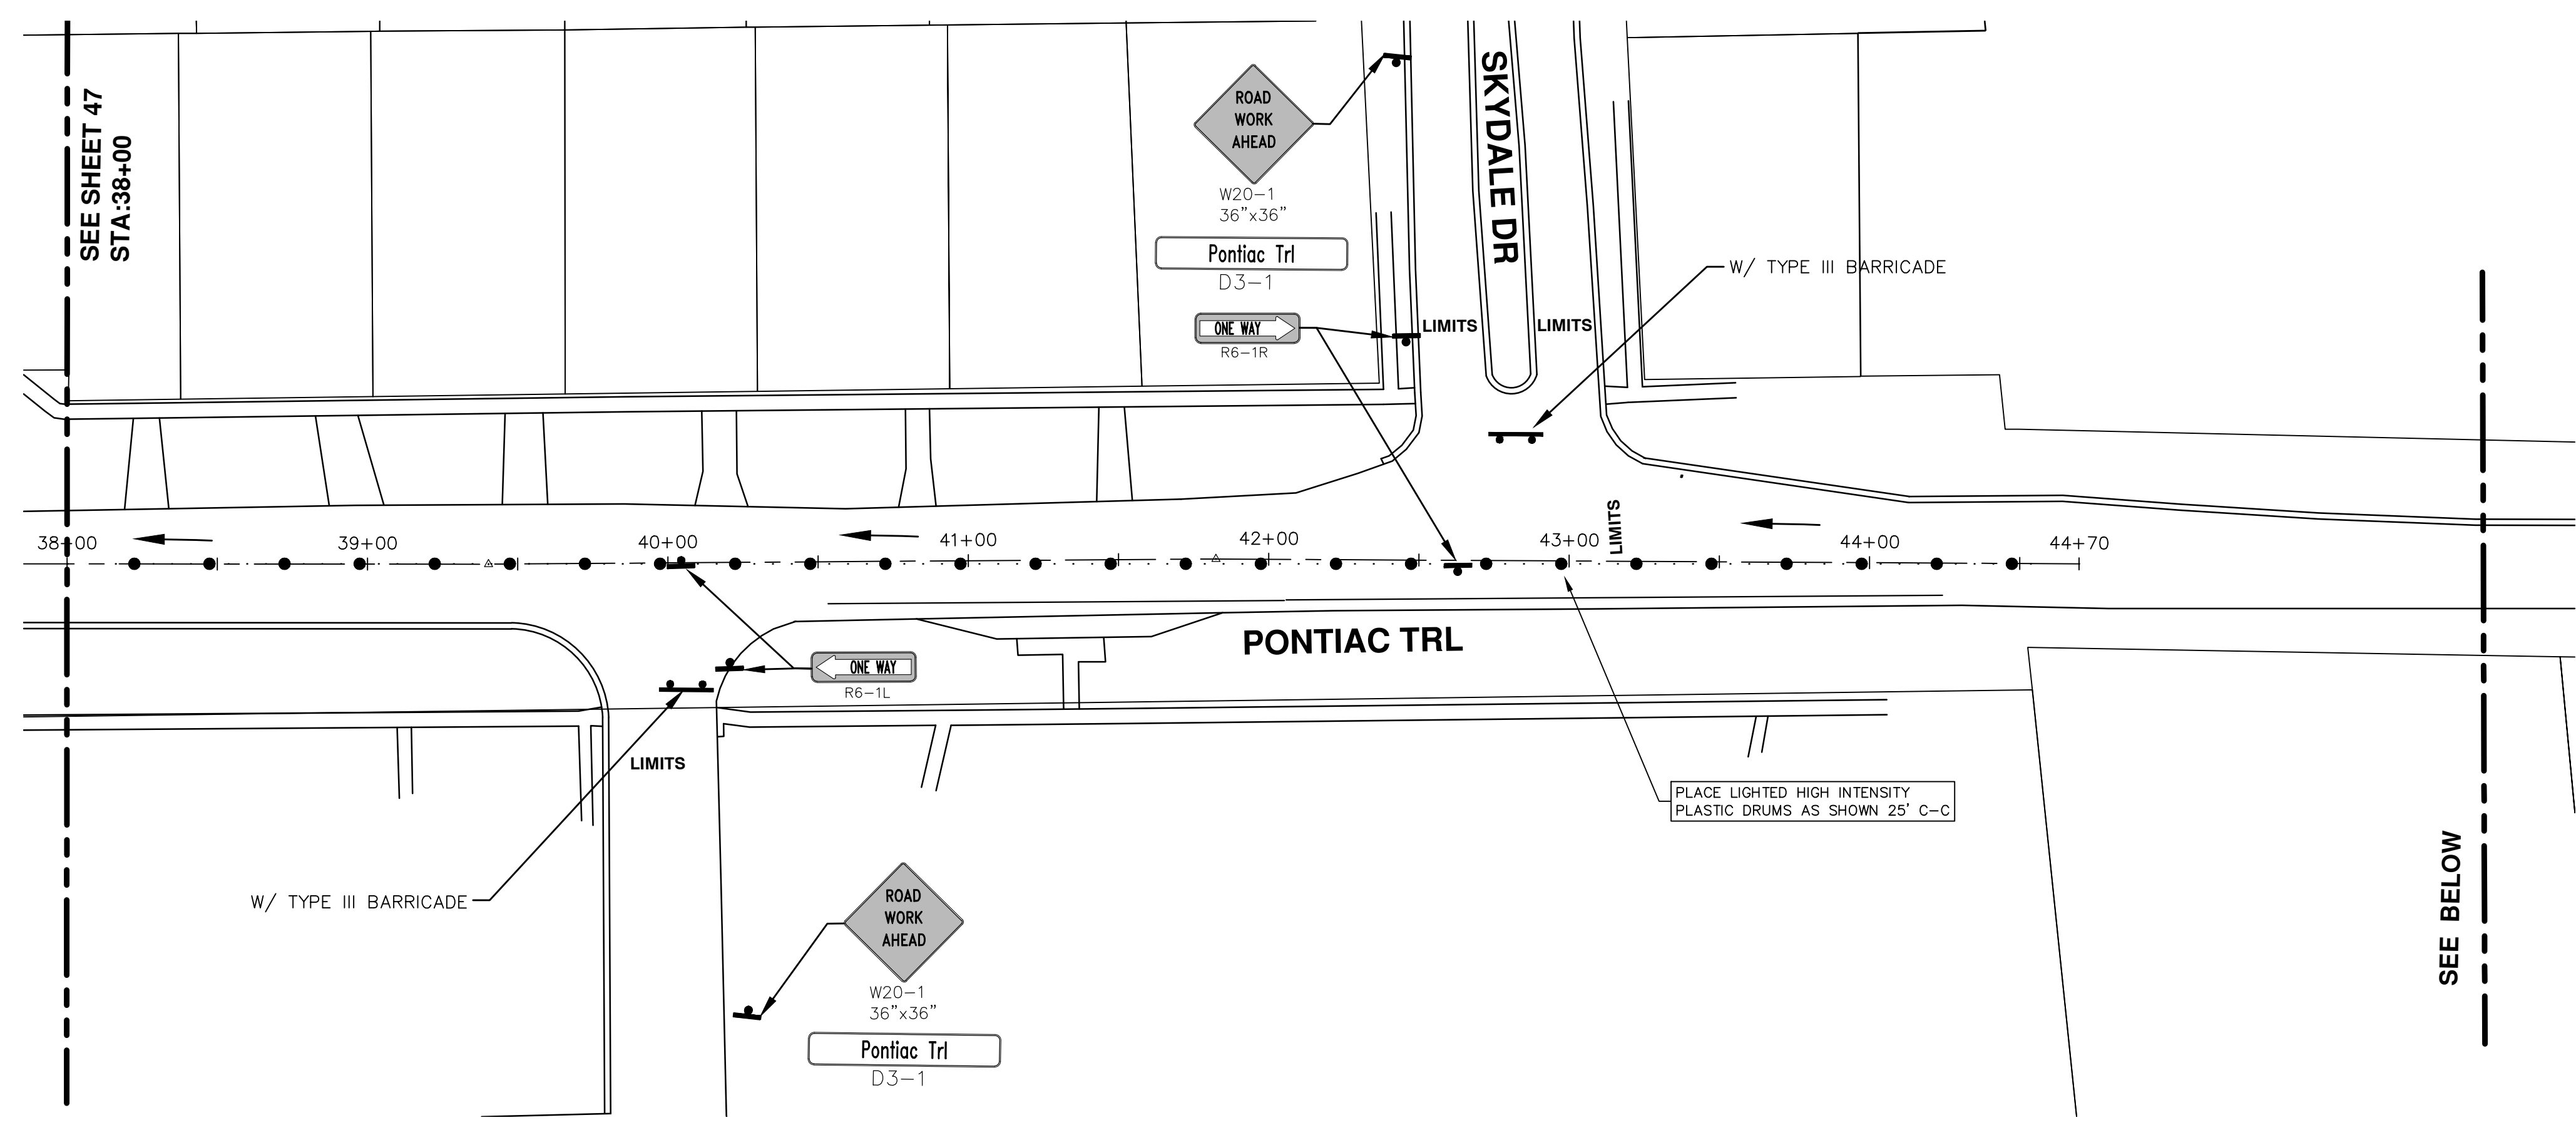 SEE SHEET 47
STA:38+00
ROAD
WORK
AHEAD
W20-1
36"x36"
Pontiac Trl
D3-1
ONE WAY
R6-1R
SKYDALE DR
LIMITS
LIMITS
W/ TYPE III BARRICADE
LIMITS
38+00
39+00
40+00
41+00
42+00
43+00
44+00
44+70
PONTIAC TRL
ONE WAY
R6-1L
LIMITS
PLACE LIGHTED HIGH INTENSITY
PLASTIC DRUMS AS SHOWN 25' C-C
W/ TYPE III BARRICADE
ROAD
WORK
AHEAD
W20-1
36"x36"
Pontiac Trl
D3-1
SEE BELOW